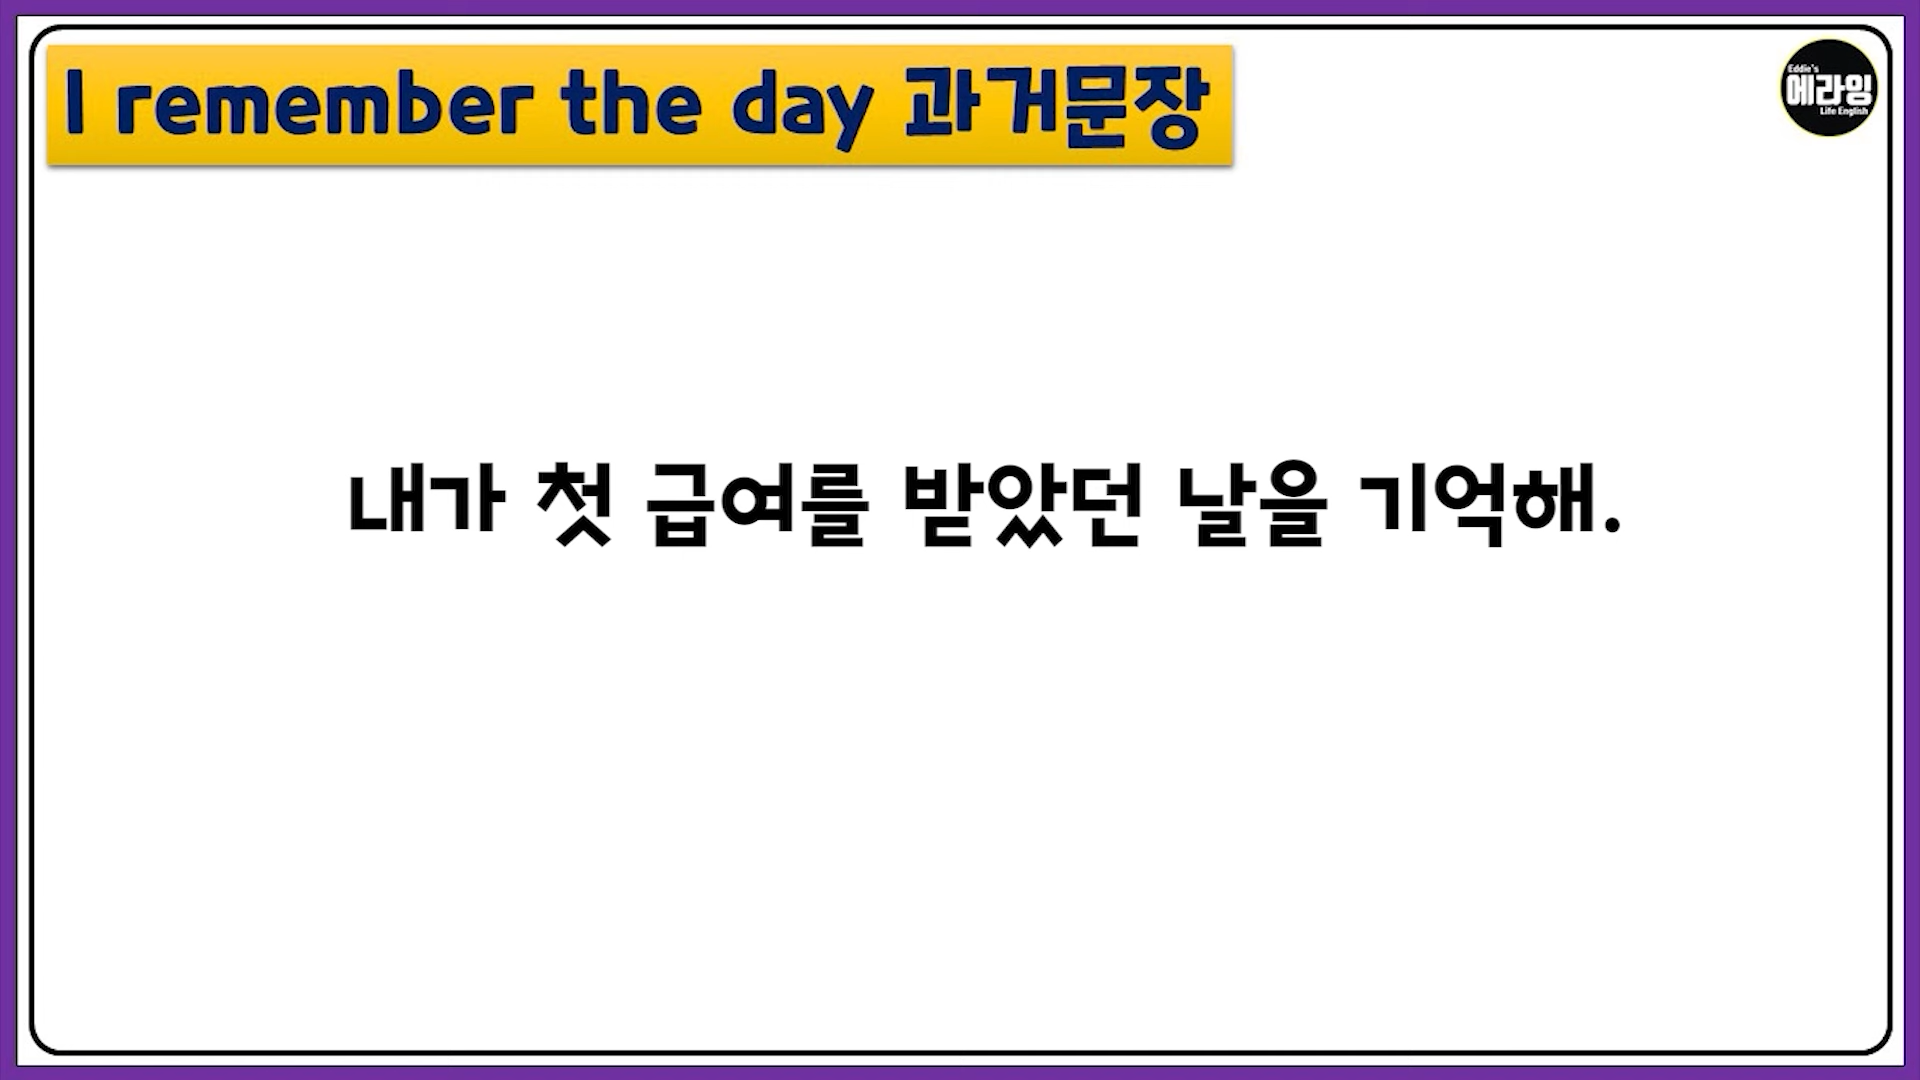 I remember the day 과거문장
Eddie's
에라잉
Life English
내가 첫 급여를 받았던 날을 기억해.